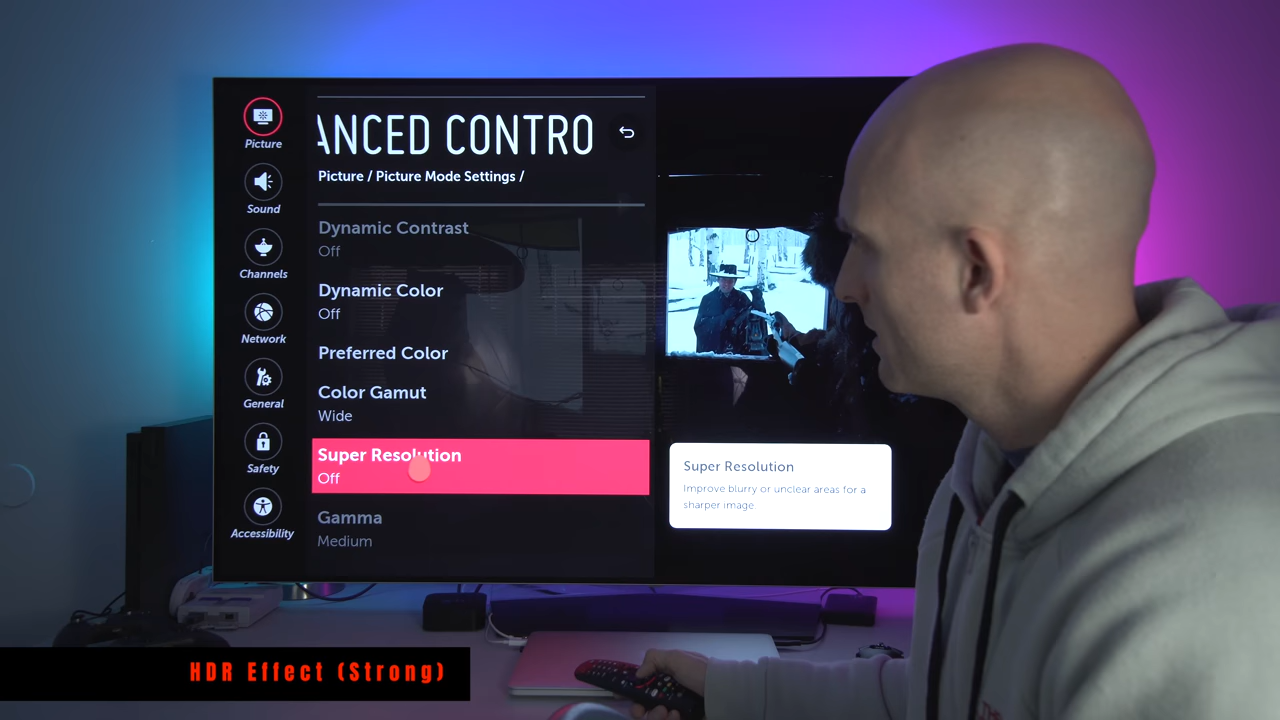 Picture
Sound
Channels
Network
General
Safety
Accessibility
ANCED CONTRO
Picture / Picture Mode Settings /
Dynamic Contrast
Off
Dynamic Color
Off
Preferred Color
Color Gamut
Wide
Super Resolution
Off
Gamma
Medium
Super Resolution
Improve blurry or unclear areas for a
sharper image.
HDR Effect (Strong)